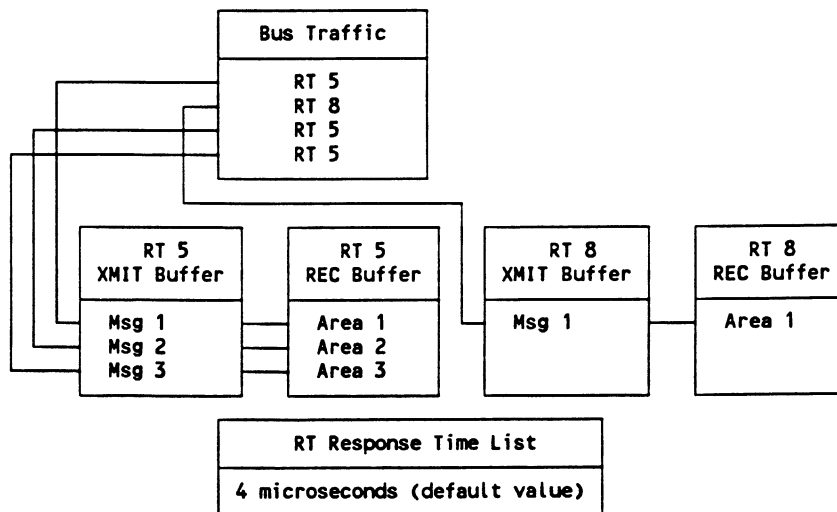 Bus Traffic
RT 5
RT 8
RT 5
RT 5
RT 5
XMIT Buffer
Msg 1
Msg 2
Msg 3
RT 5
REC Buffer
Area 1
Area 2
Area 3
RT 8
XMIT Buffer
Msg 1
RT 8
REC Buffer
Area 1
RT Response Time List
4 microseconds (default value)